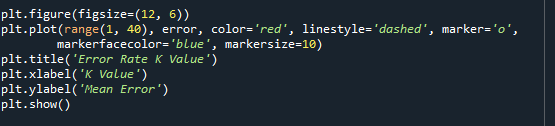 plt.figure(figsize=(12, 6))
plt.plot(range(1, 40), error, color='red', linestyle='dashed', marker='o',
markerfacecolor='blue', markersize=10)
plt.title('Error Rate K Value')
plt.xlabel('K Value')
plt.ylabel('Mean Error')
plt.show()